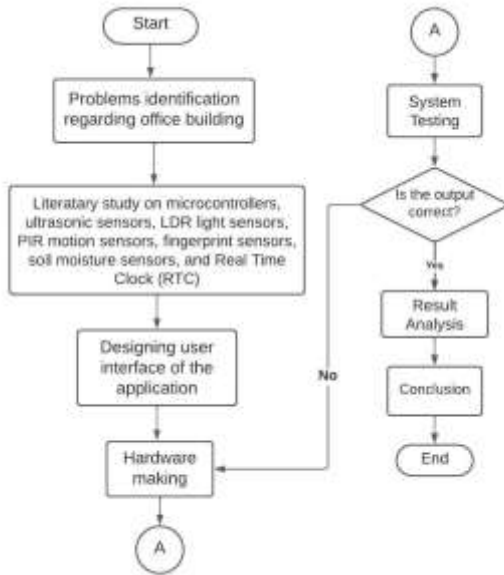 Start
Problems identification
regarding office building
Literatary study on microcontrollers,
ultrasonic sensors, LDR light sensors,
PIR motion sensors, fingerprint sensors,
soil moisture sensors, and Real Time
Clock (RTC)
Designing user
interface of the
application
Hardware
making
A
A
System
Testing
Is the output
correct?
No
Yes
Result
Analysis
Conclusion
End